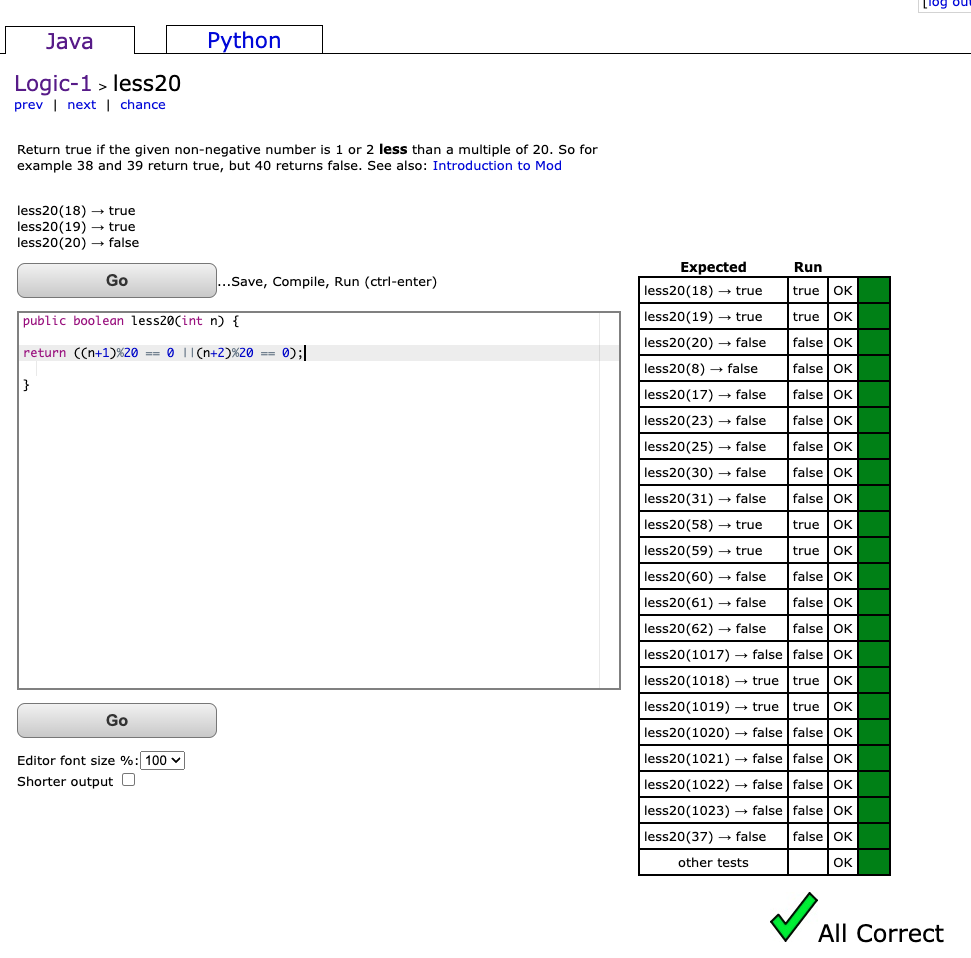 [log out
Java
Python
Logic-1 > less20
prev | next | chance
Return true if the given non-negative number is 1 or 2 less than a multiple of 20. So for
example 38 and 39 return true, but 40 returns false. See also: Introduction to Mod
less20(18) → true
less20(19) → true
less20(20) → false
Go
...Save, Compile, Run (ctrl-enter)
public boolean less20(int n) {
return ((n+1)%20 == 0 ||(n+2)%20 == 0);
}
Go
Editor font size %: 100
Shorter output
Expected Run
less20(18) → true true OK
less20(19) → true true OK
less20(20) → false false OK
less20(8) → false false OK
less20(17) → false false OK
less20(23) → false false OK
less20(25) → false false OK
less20(30) → false false OK
less20(31) → false false OK
less20(58) → true true OK
less20(59) → true true OK
less20(60) → false false OK
less20(61) → false false OK
less20(62) → false false OK
less20(1017) → false false OK
less20(1018) → true true OK
less20(1019) → true true OK
less20(1020) → false false OK
less20(1021) → false false OK
less20(1022) → false false OK
less20(1023) → false false OK
less20(37) → false false OK
other tests OK
All Correct